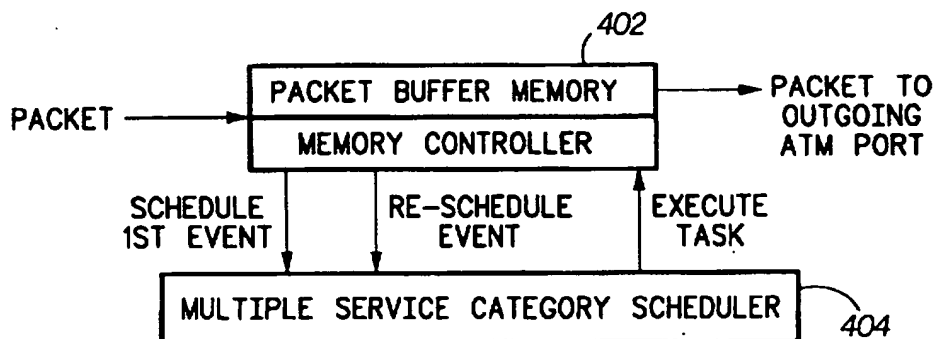 402
PACKET BUFFER MEMORY
PACKET
MEMORY CONTROLLER
PACKET TO
OUTGOING
ATM PORT
SCHEDULE
1ST EVENT
RE-SCHEDULE
EVENT
EXECUTE
TASK
MULTIPLE SERVICE CATEGORY SCHEDULER
404